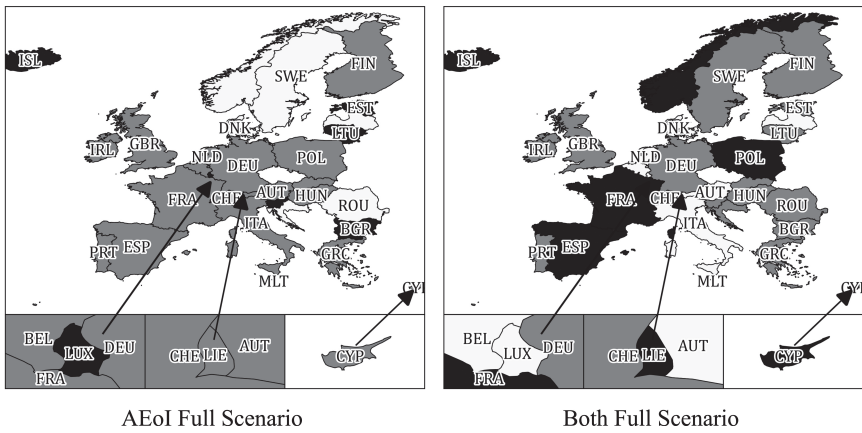 ISL
SWE
FIN
EST
DNK
LTU
IRL
GBR
NLD
DEU
POL
FRA
CHE
AUT
HUN
ROU
ITA
BGR
PRT
ESP
GRC
MLT
CYP
BEL
LUX
DEU
FRA
CHE
LIE
AUT
CYP
ISL
SWE
FIN
EST
DNK
LTU
IRL
GBR
NLD
DEU
POL
FRA
CHE
AUT
HUN
ROU
ITA
BGR
PRT
ESP
GRC
MLT
CYP
BEL
LUX
DEU
FRA
CHE
LIE
AUT
CYP
AEoI Full Scenario
Both Full Scenario